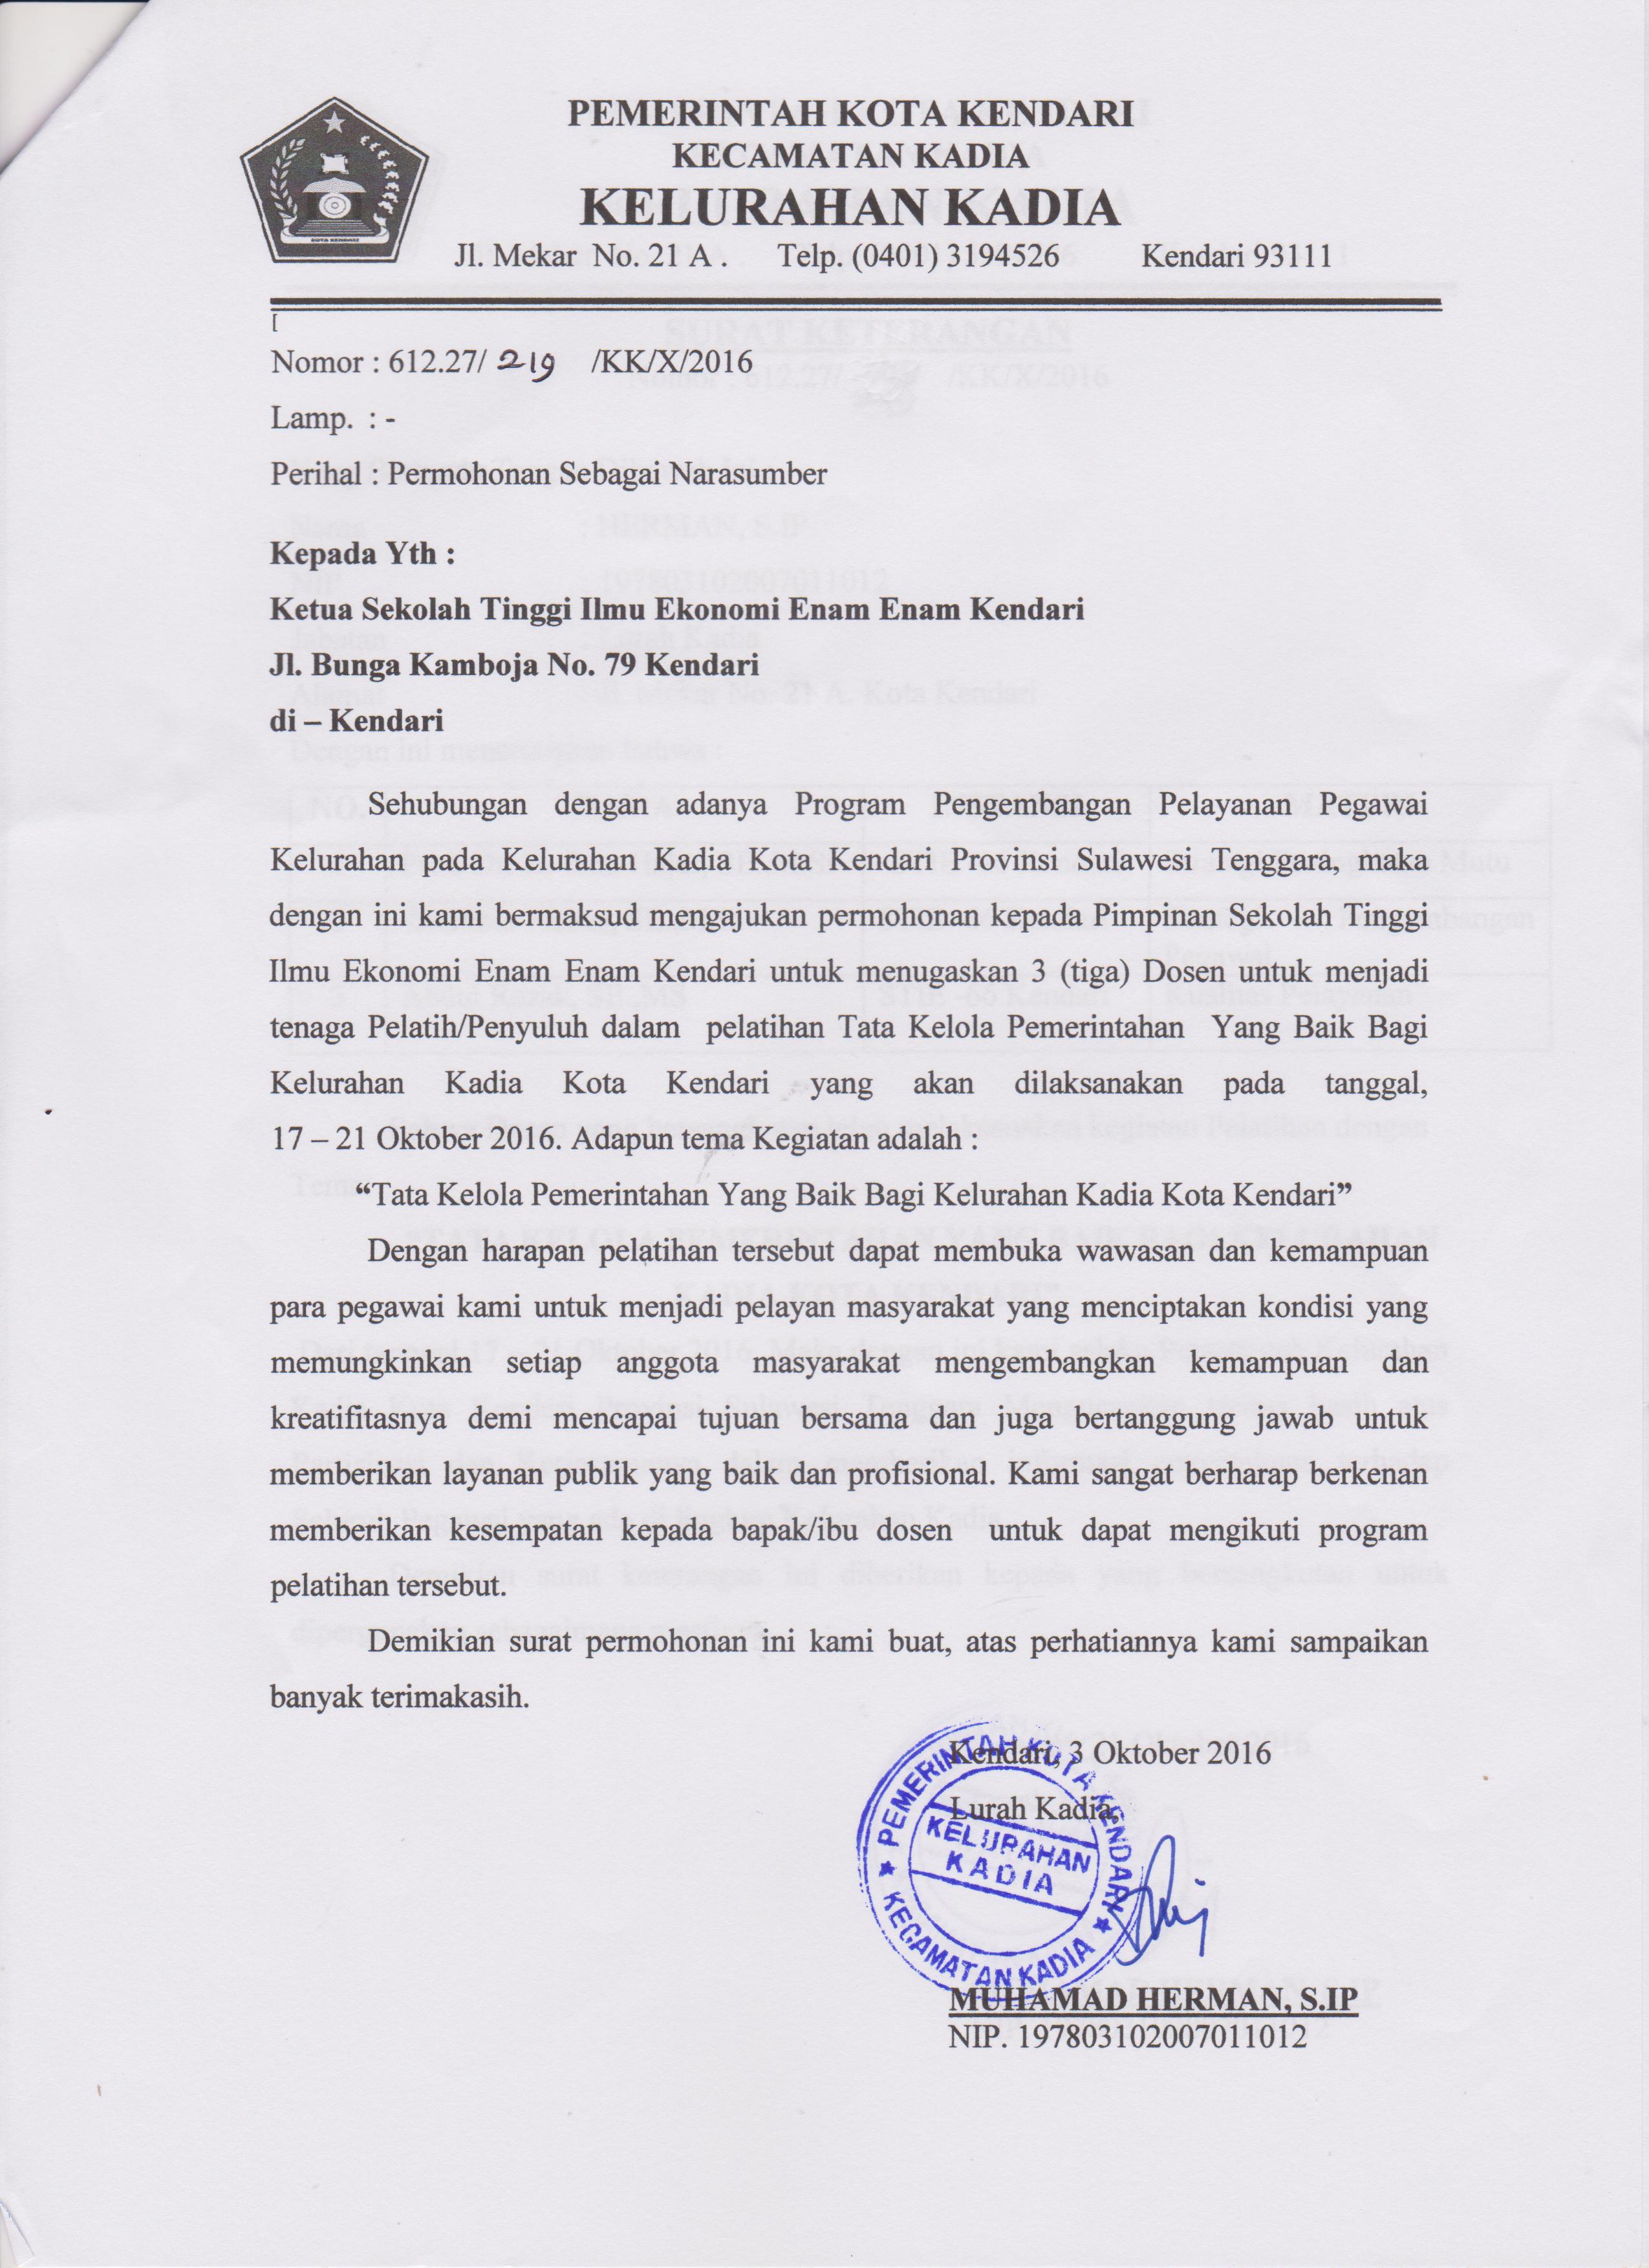 PEMERINTAH KOTA KENDARI
KECAMATAN KADIA
KELURAHAN KADIA
Jl. Mekar No. 21 A . Telp. (0401) 3194526 Kendari 93111
KOTA KENDARI
[
Nomor : 612.27/ 219 /KK/X/2016
Lamp. : -
Perihal : Permohonan Sebagai Narasumber
Kepada Yth :
Ketua Sekolah Tinggi Ilmu Ekonomi Enam Enam Kendari
Jl. Bunga Kamboja No. 79 Kendari
di – Kendari
Sehubungan dengan adanya Program Pengembangan Pelayanan Pegawai
Kelurahan pada Kelurahan Kadia Kota Kendari Provinsi Sulawesi Tenggara, maka
dengan ini kami bermaksud mengajukan permohonan kepada Pimpinan Sekolah Tinggi
Ilmu Ekonomi Enam Enam Kendari untuk menugaskan 3 (tiga) Dosen untuk menjadi
tenaga Pelatih/Penyuluh dalam pelatihan Tata Kelola Pemerintahan Yang Baik Bagi
Kelurahan Kadia Kota Kendari yang akan dilaksanakan pada tanggal,
17 – 21 Oktober 2016. Adapun tema Kegiatan adalah :
“Tata Kelola Pemerintahan Yang Baik Bagi Kelurahan Kadia Kota Kendari”
Dengan harapan pelatihan tersebut dapat membuka wawasan dan kemampuan
para pegawai kami untuk menjadi pelayan masyarakat yang menciptakan kondisi yang
memungkinkan setiap anggota masyarakat mengembangkan kemampuan dan
kreatifitasnya demi mencapai tujuan bersama dan juga bertanggung jawab untuk
memberikan layanan publik yang baik dan profisional. Kami sangat berharap berkenan
memberikan kesempatan kepada bapak/ibu dosen untuk dapat mengikuti program
pelatihan tersebut.
Demikian surat permohonan ini kami buat, atas perhatiannya kami sampaikan
banyak terimakasih.
Kendari, 3 Oktober 2016
Lurah Kadia,
PEMERINTAH KOTA KENDARI
KELURAHAN
KADIA
KECAMATAN KADIA
MUHAMAD HERMAN, S.IP
NIP. 197803102007011012